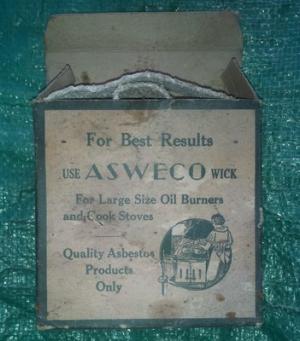 For Best Results
USE ASWECO WICK
For Large Size Oil Burners
and Cook Stoves
Quality Asbestos
Products
Only